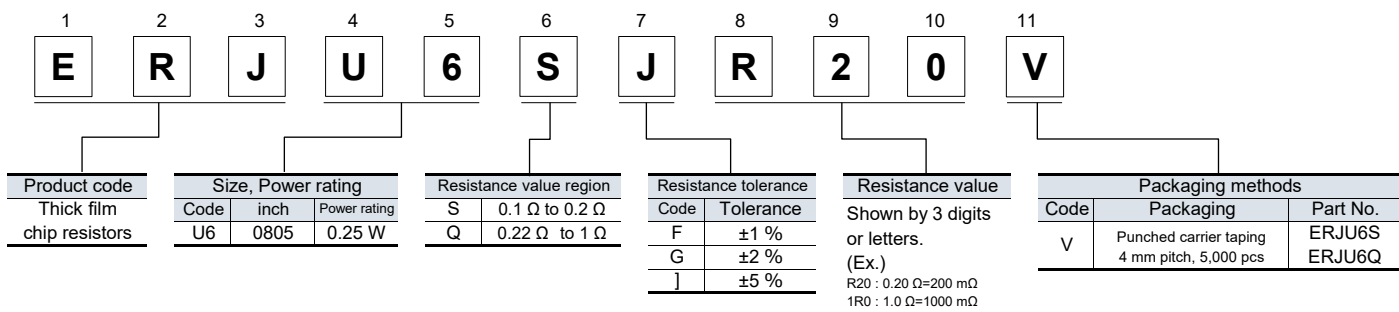 1 2 3 4 5 6 7 8 9 10 11
E R J U 6 S J R 2 0 V
Product code
Thick film
chip resistors
Size, Power rating
Code inch Power rating
U6 0805 0.25 W
Resistance value region
S 0.1 Ω to 0.2 Ω
Q 0.22 Ω to 1 Ω
Resistance tolerance
Code Tolerance
F ±1 %
G ±2 %
] ±5 %
Resistance value
Shown by 3 digits
or letters.
(Ex.)
R20 : 0.20 Ω=200 mΩ
1R0 : 1.0 Ω=1000 mΩ
Packaging methods
Code Packaging Part No.
V Punched carrier taping
4 mm pitch, 5,000 pcs
ERJU6S
ERJU6Q